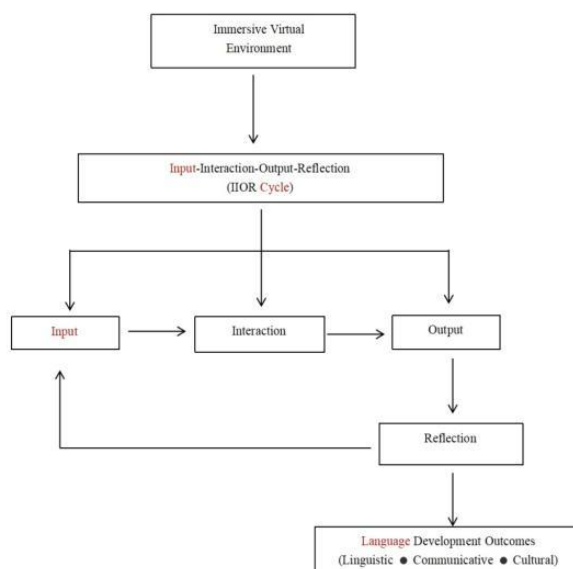 Immersive Virtual
Environment
Input-Interaction-Output-Reflection
(IIOR Cycle)
Input
Interaction
Output
Reflection
Language Development Outcomes
(Linguistic ● Communicative ● Cultural)